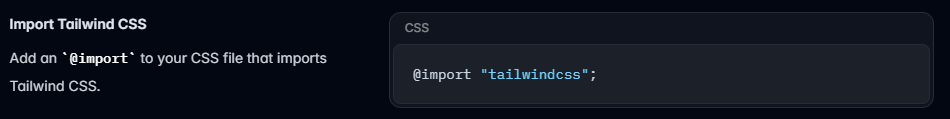 Import Tailwind CSS
Add an `@import` to your CSS file that imports
Tailwind CSS.
CSS
@import "tailwindcss";